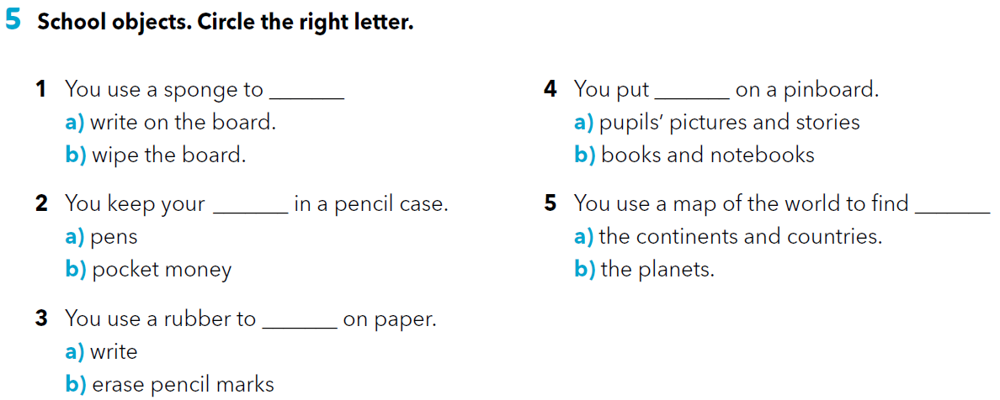 5 School objects. Circle the right letter.
1 You use a sponge to _______
a) write on the board.
b) wipe the board.
2 You keep your _______ in a pencil case.
a) pens
b) pocket money
3 You use a rubber to _______ on paper.
a) write
b) erase pencil marks
4 You put _______ on a pinboard.
a) pupils’ pictures and stories
b) books and notebooks
5 You use a map of the world to find _______
a) the continents and countries.
b) the planets.